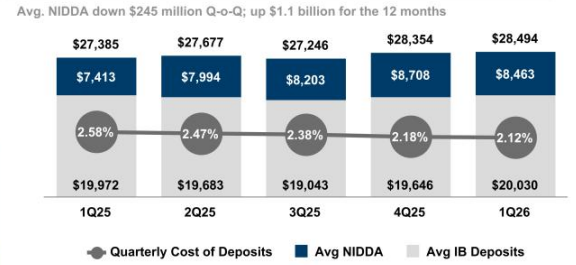 Avg. NIDDA down $245 million Q-o-Q; up $1.1 billion for the 12 months
$27,385 $27,677 $27,246 $28,354 $28,494
$7,413 $7,994 $8,203 $8,708 $8,463
2.58% 2.47% 2.38% 2.18% 2.12%
$19,972 $19,683 $19,043 $19,646 $20,030
1Q25 2Q25 3Q25 4Q25 1Q26
Quarterly Cost of Deposits Avg NIDDA Avg IB Deposits